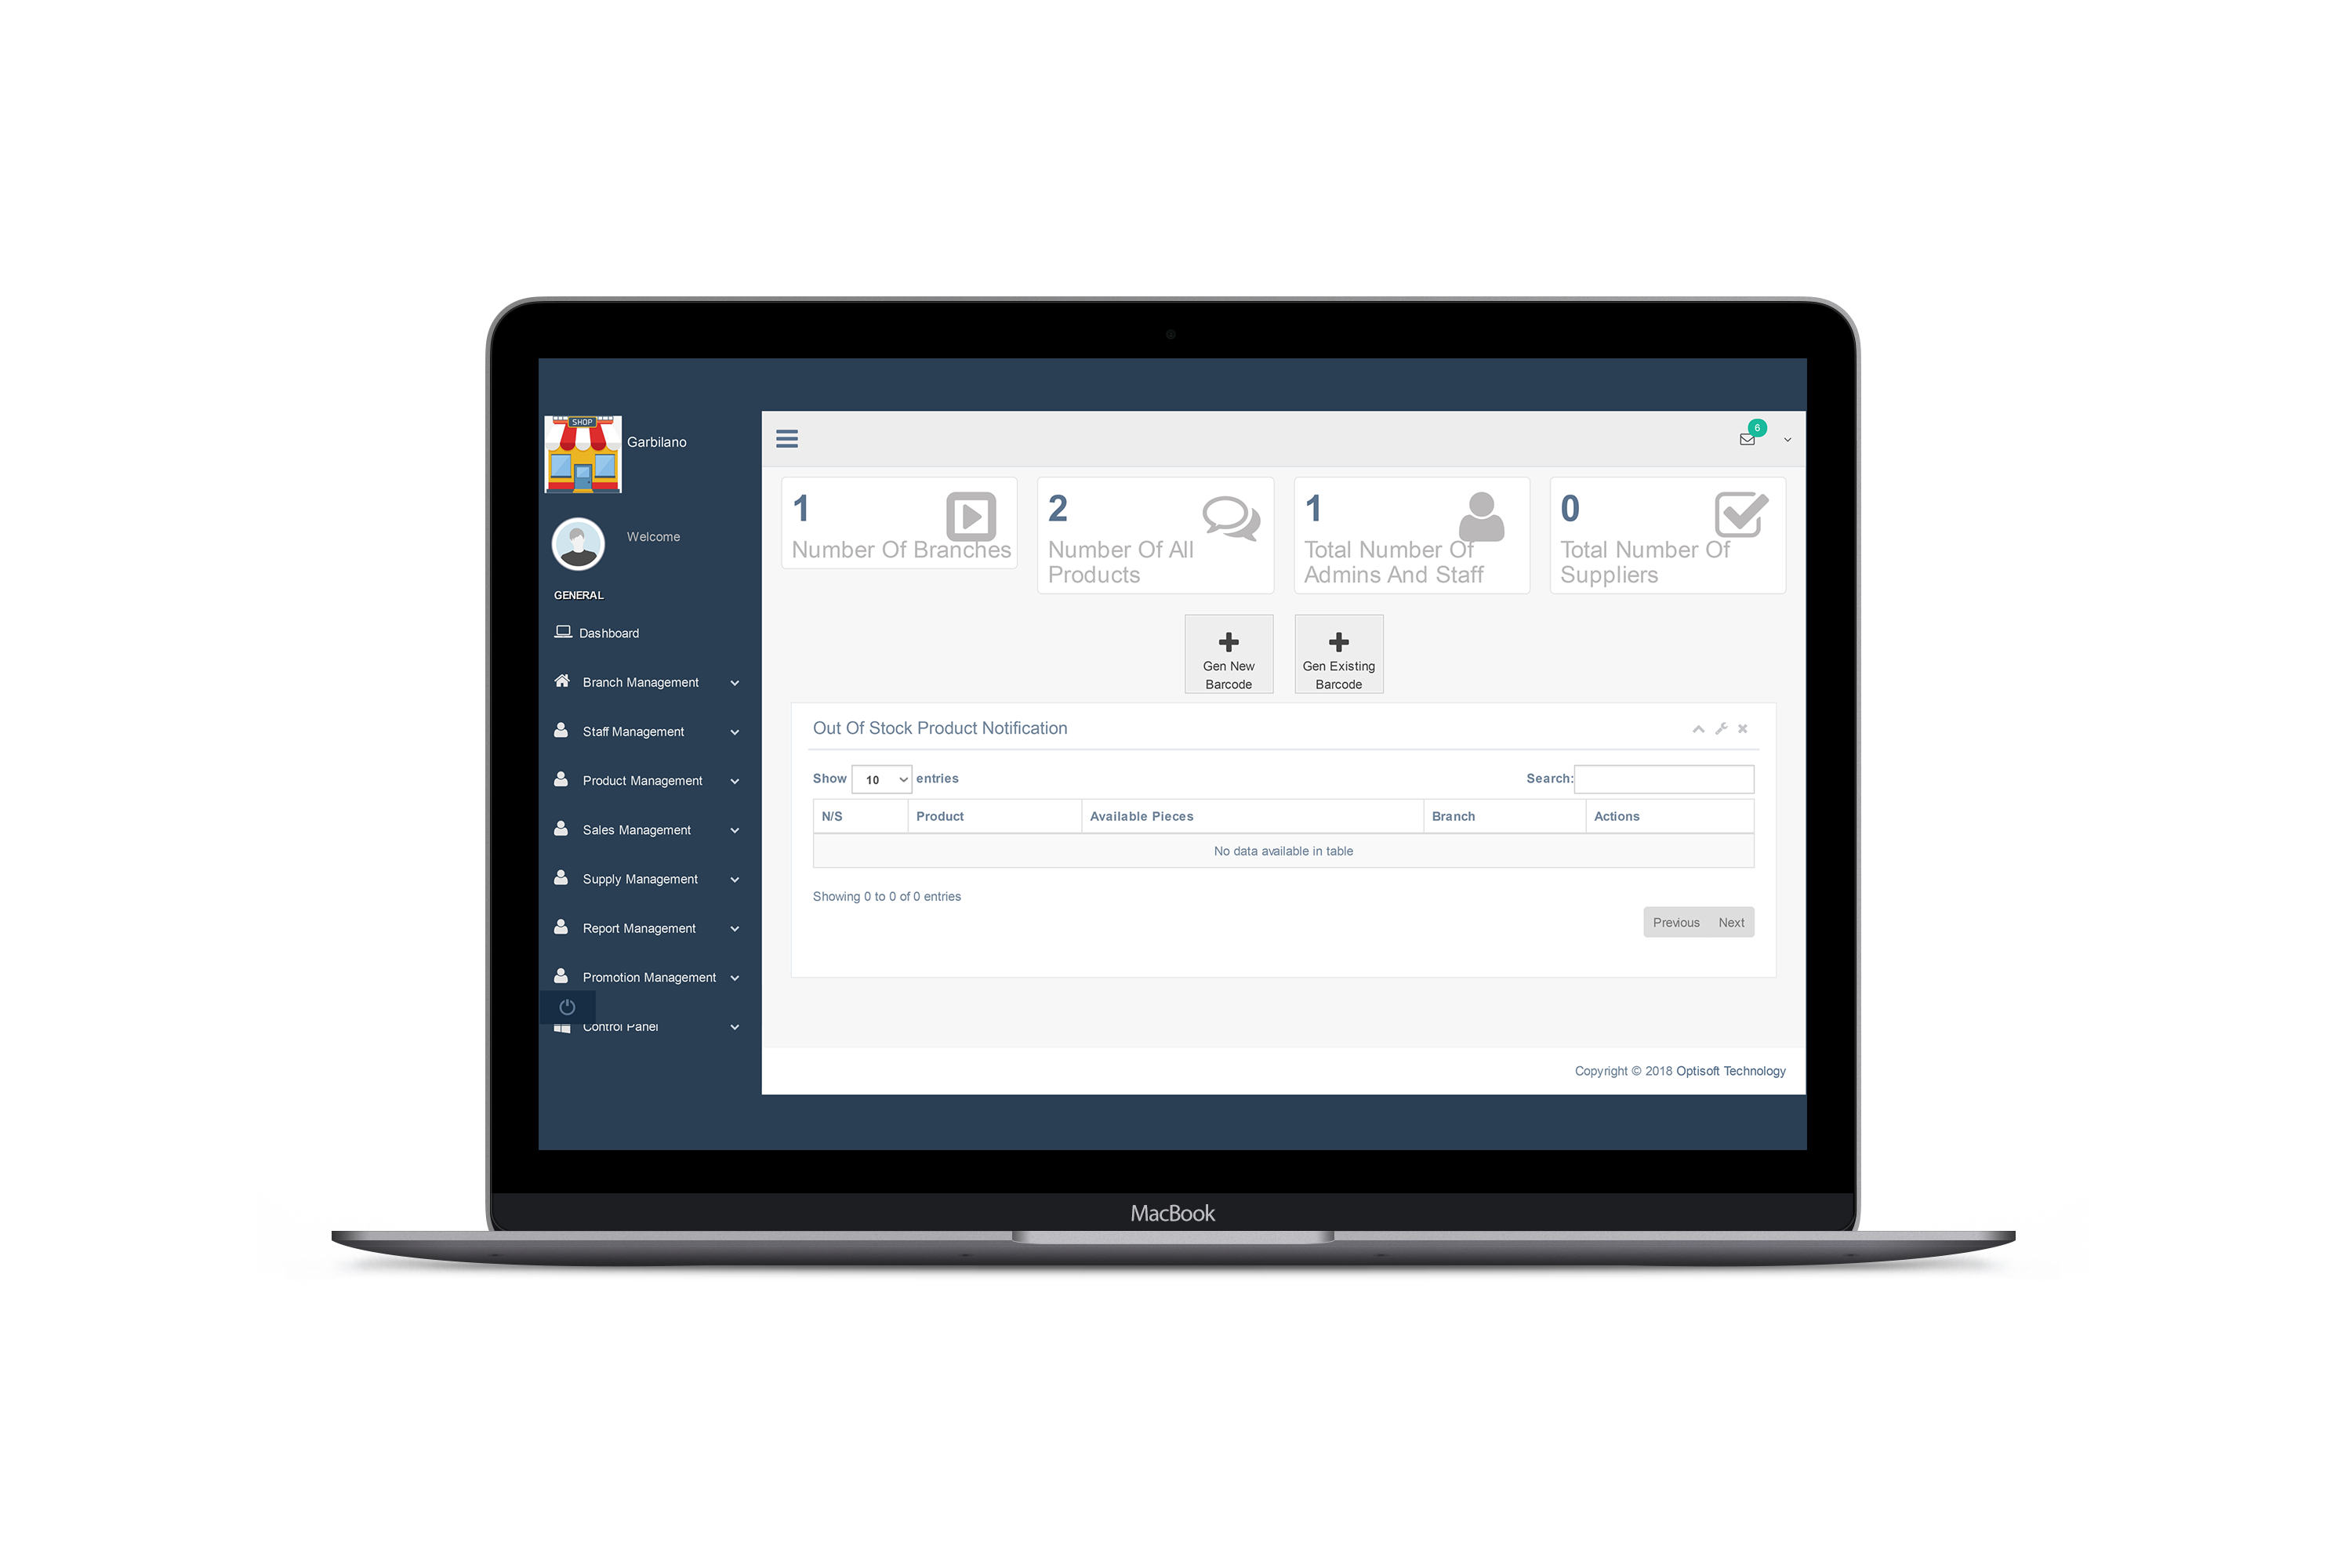 SHOP
Garbilano
Welcome
GENERAL
Dashboard
Branch Management
Staff Management
Product Management
Sales Management
Supply Management
Report Management
Promotion Management
Control Panel
6
1
Number Of Branches
2
Number Of All
Products
1
Total Number Of
Admins And Staff
0
Total Number Of
Suppliers
Gen New
Barcode
Gen Existing
Barcode
Out Of Stock Product Notification
Show 10 entries
Search:
N/S Product Available Pieces Branch Actions
No data available in table
Showing 0 to 0 of 0 entries
Previous Next
Copyright © 2018 Optisoft Technology
MacBook